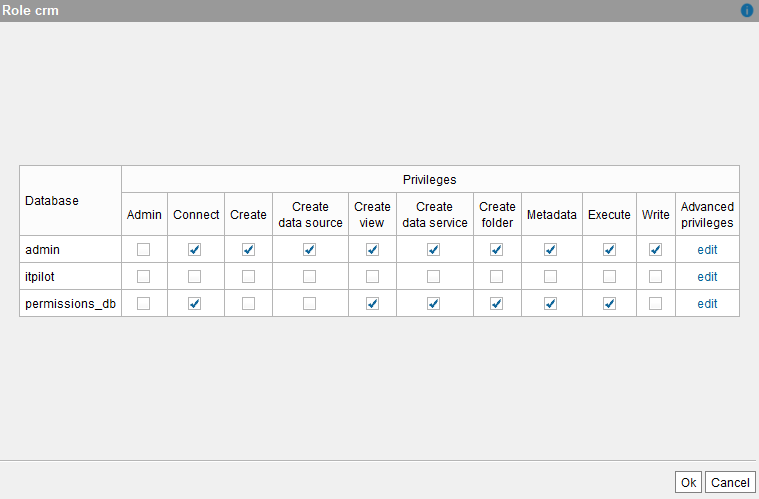 Role crm
i
Privileges
Database
Admin Connect Create Create data source Create view Create data service Create folder Metadata Execute Write Advanced privileges
admin edit
itpilot edit
permissions_db edit
Ok Cancel